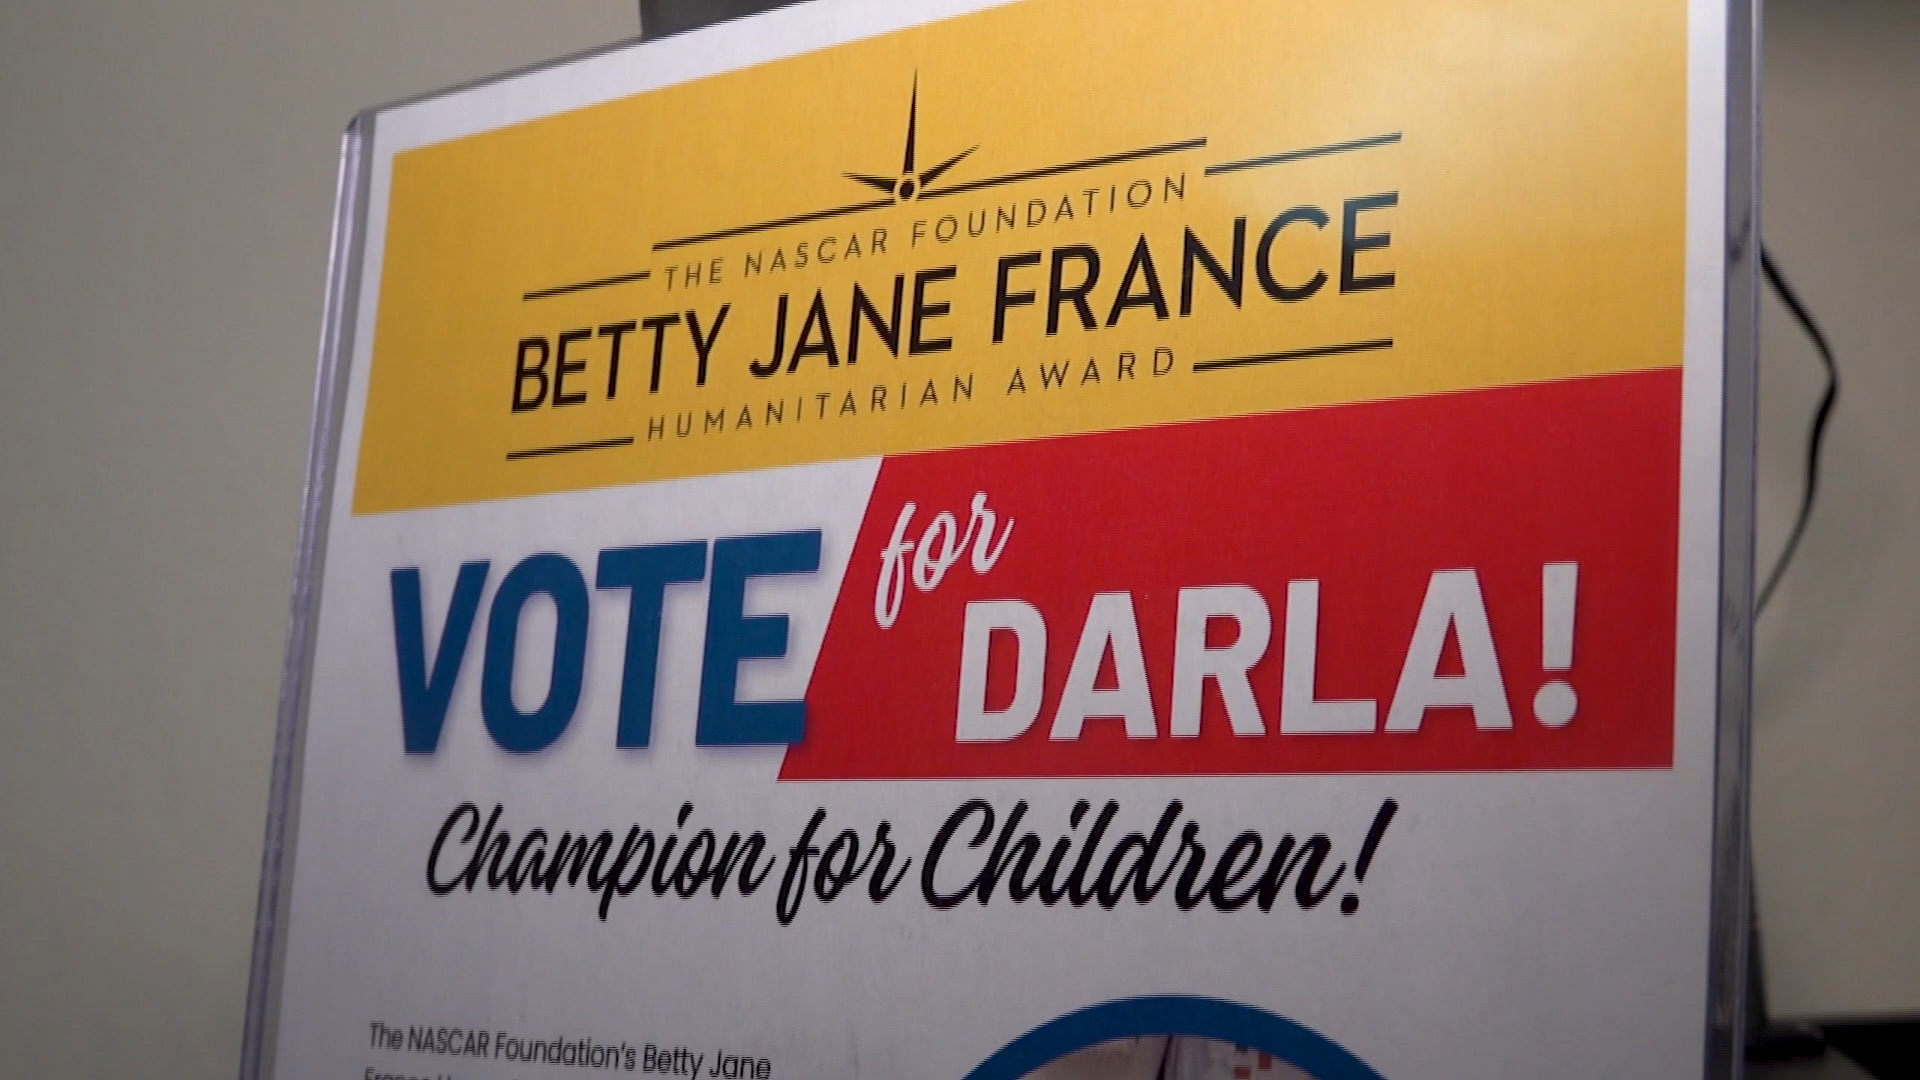 THE NASCAR FOUNDATION
BETTY JANE FRANCE
HUMANITARIAN AWARD
VOTE for DARLA!
Champion for Children!
The NASCAR Foundation's Betty Jane